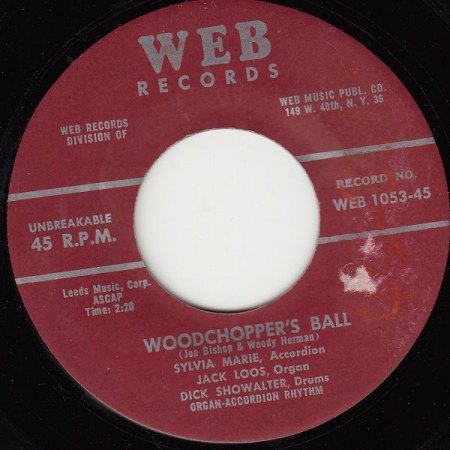 WEB
RECORDS
WEB RECORDS
DIVISION OF
WEB MUSIC PUBL. CO.
149 W. 48th, N. Y. 36
RECORD NO.
WEB 1053-45
UNBREAKABLE
45 R.P.M.
Leeds Music, Corp.
ASCAP
Time: 2:20
WOODCHOPPER'S BALL
(Joe Bishop & Woody Herman)
SYLVIA MARIE, Accordion
JACK LOOS, Organ
DICK SHOWALTER, Drums
ORGAN-ACCORDION RHYTHM